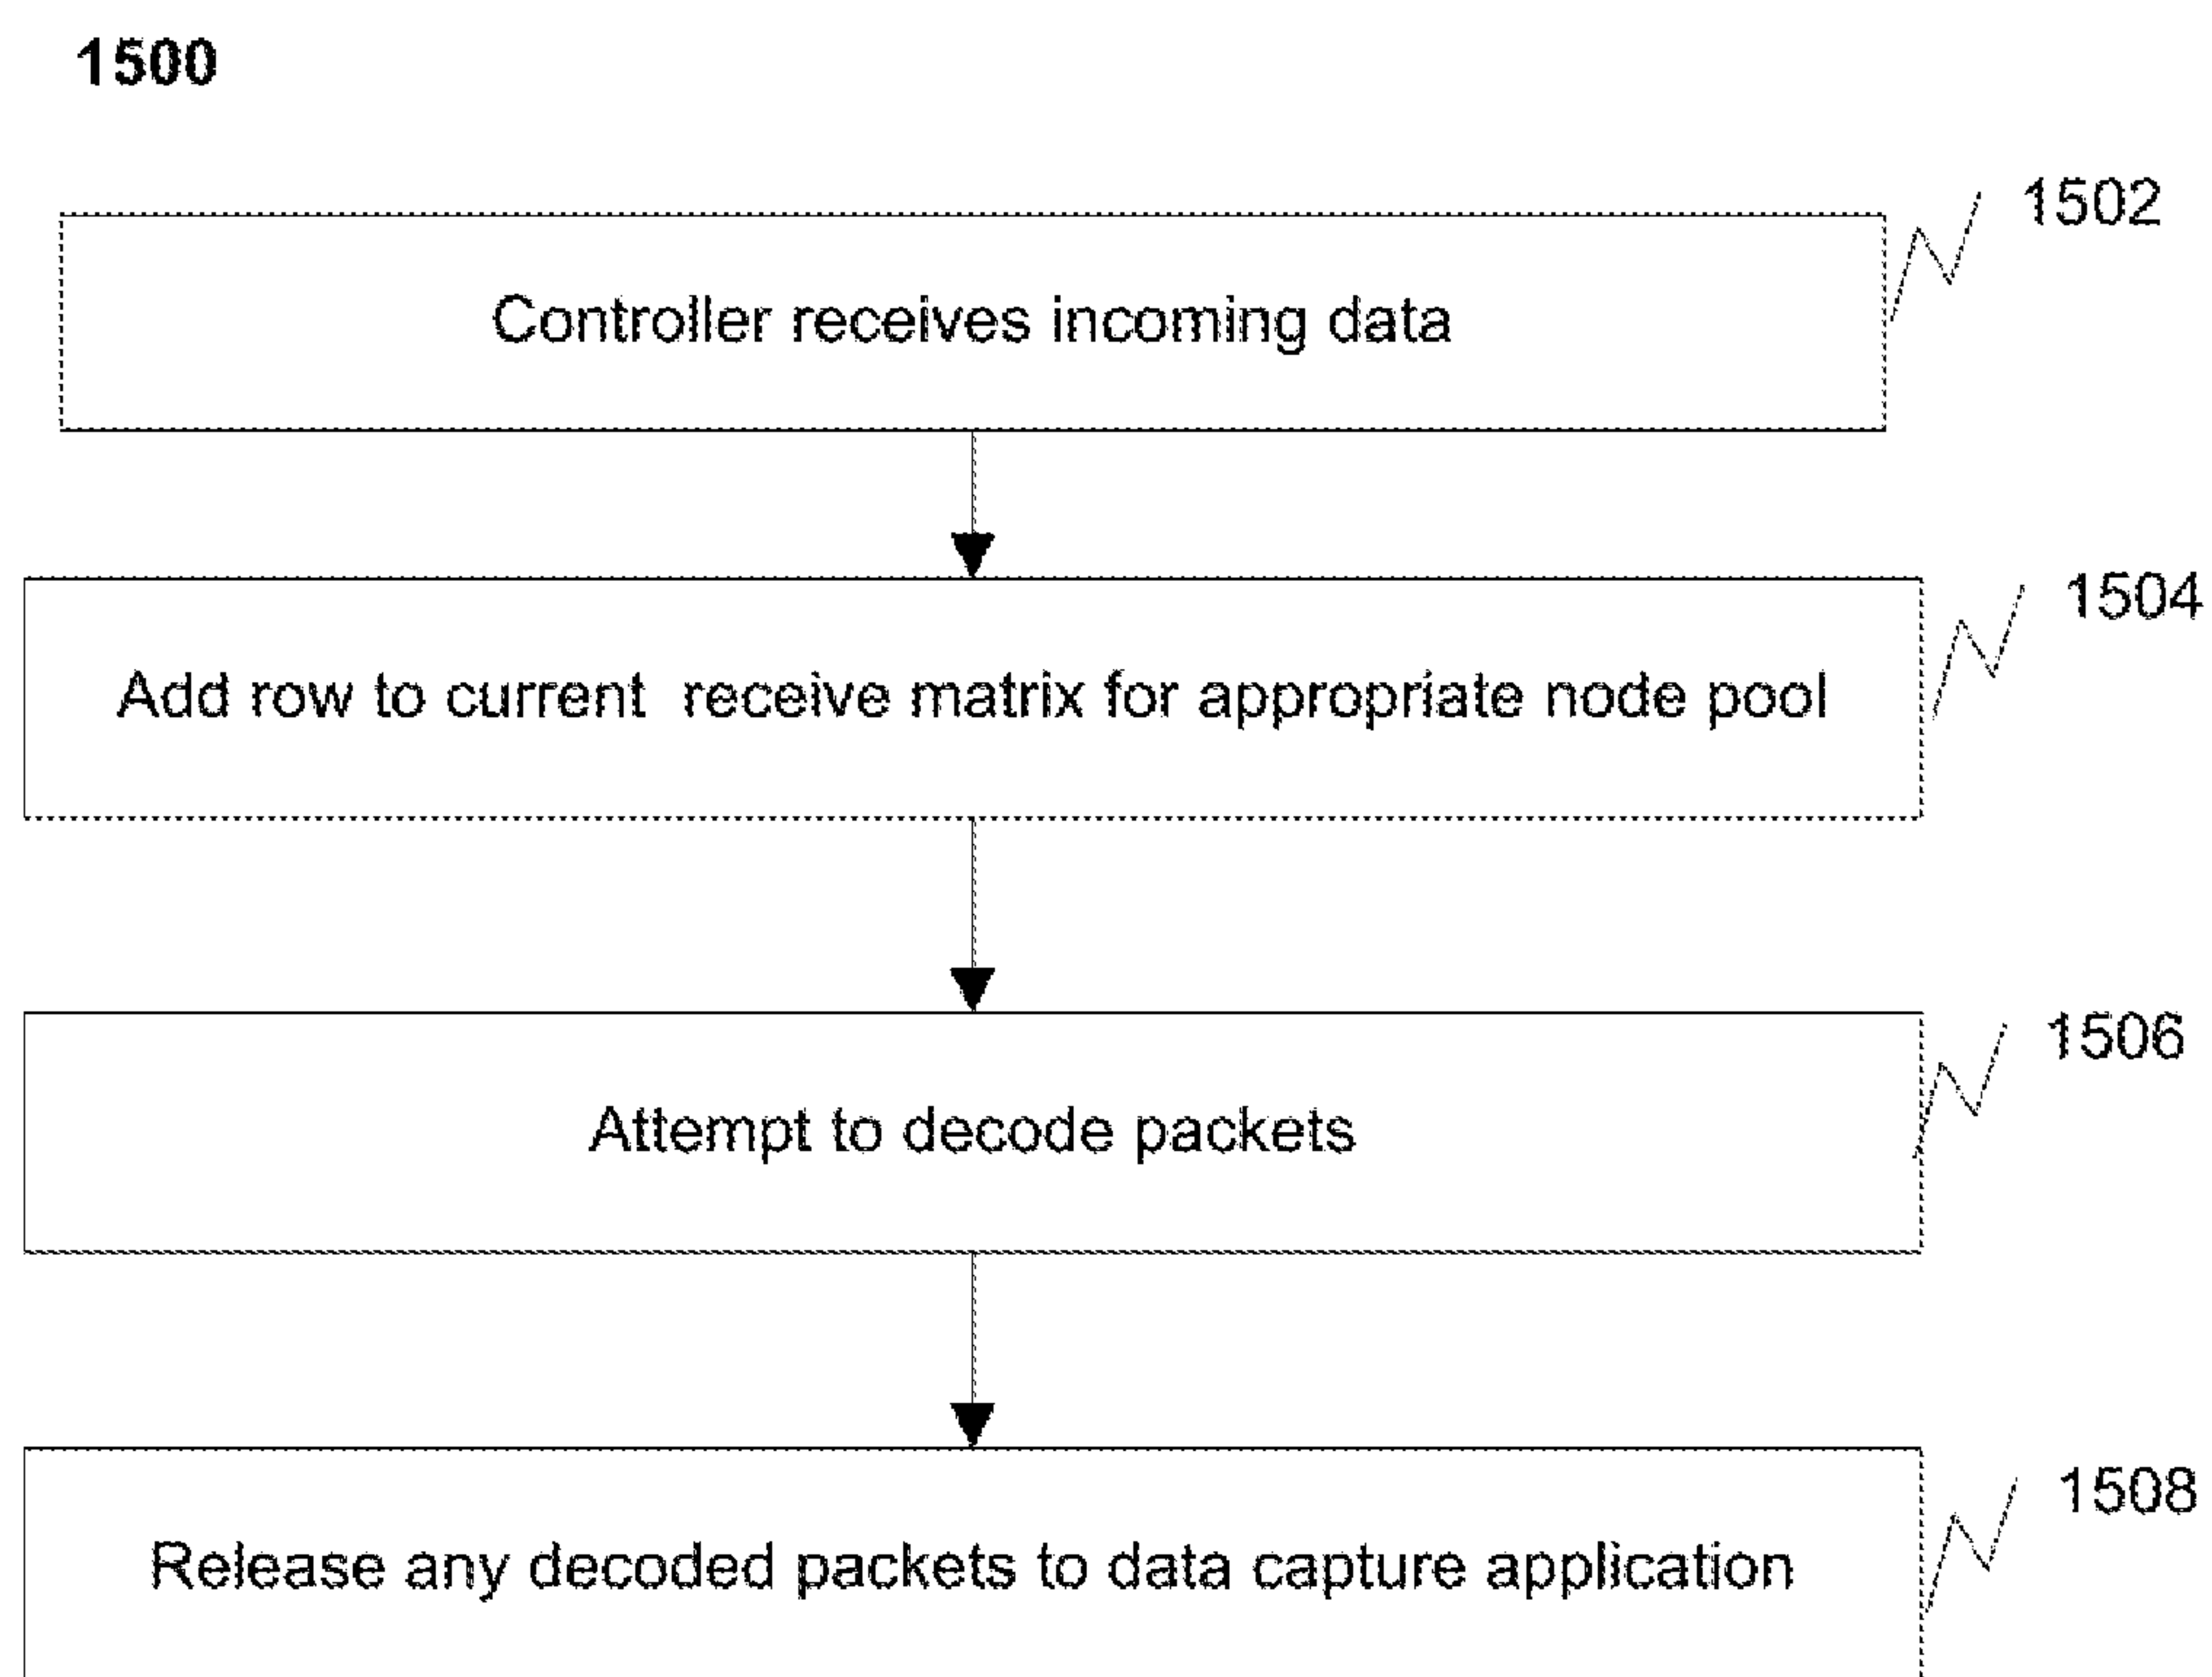 1500
1502
Controller receives incoming data
1504
Add row to current receive matrix for appropriate node pool
1506
Attempt to decode packets
1508
Release any decoded packets to data capture application